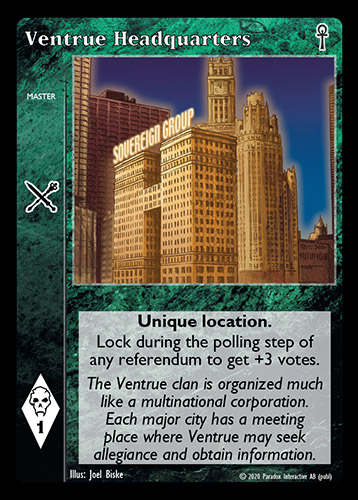 Ventrue Headquarters
MASTER
SOVEREIGN GROUP
Unique location.
Lock during the polling step of
any referendum to get +3 votes.
The Ventrue clan is organized much
like a multinational corporation.
Each major city has a meeting
place where Ventrue may seek
allegiance and obtain information.
1
Illus: Joel Biske
© 2020 Paradox Interactive AB (publ)